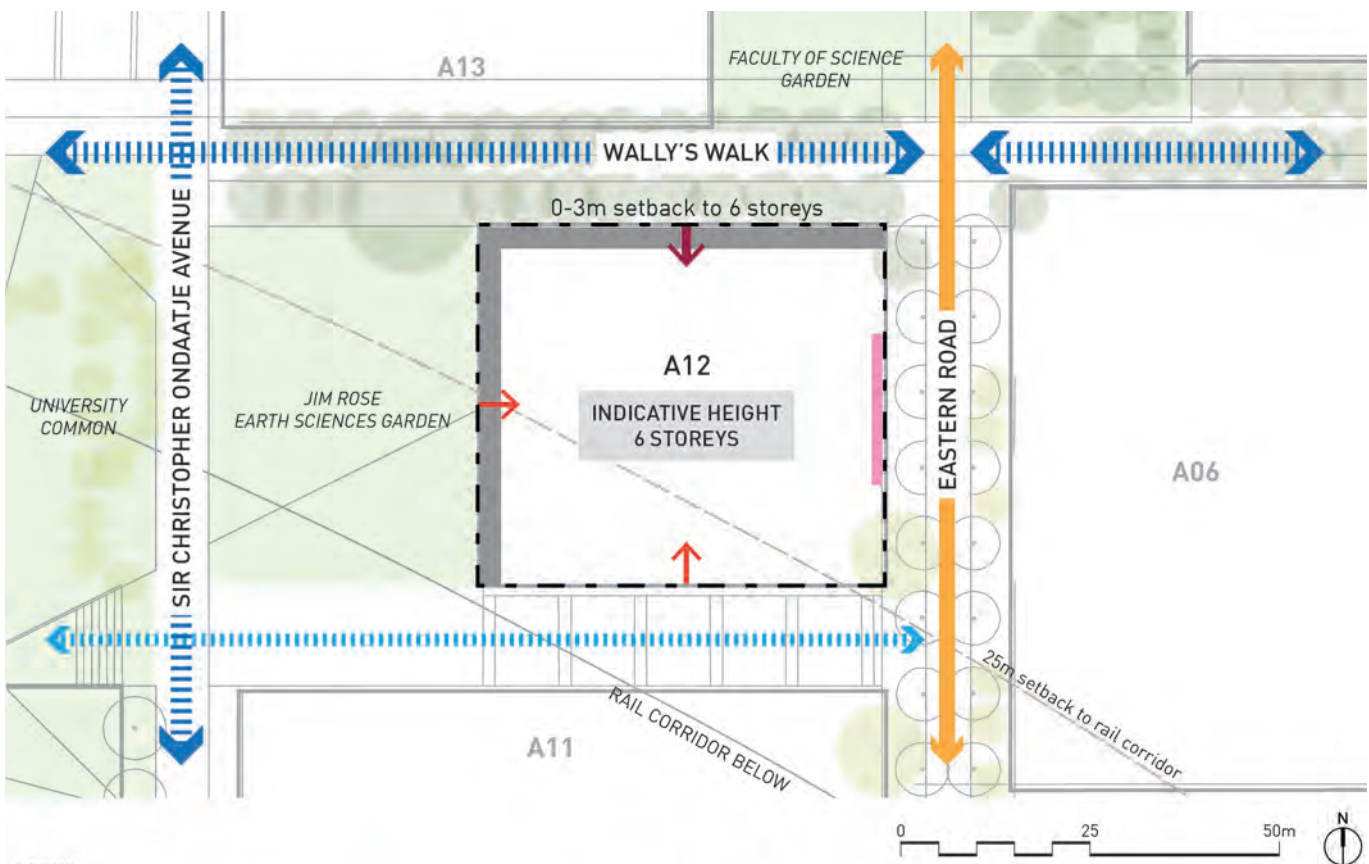 A13
FACULTY OF SCIENCE
GARDEN
WALLY'S WALK
0-3m setback to 6 storeys
SIR CHRISTOPHER ONDAATJE AVENUE
EASTERN ROAD
A12
INDICATIVE HEIGHT
6 STOREYS
UNIVERSITY
COMMON
JIM ROSE
EARTH SCIENCES GARDEN
A06
25m setback to rail corridor
RAIL CORRIDOR BELOW
A11
0 25 50m
N